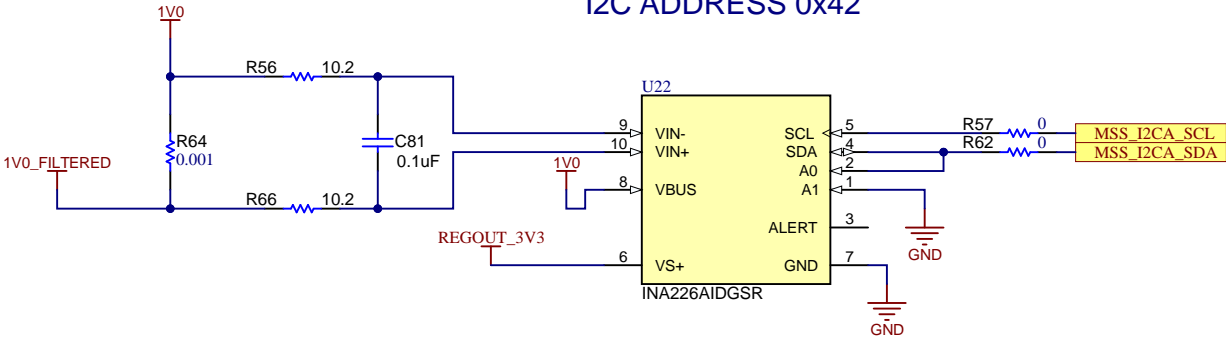 I2C ADDRESS 0x42
1V0
R56 10.2
U22
R64
0.001
C81
0.1uF
9 VIN-
10 VIN+
SCL 5
SDA 4
A0 2
A1 1
R57 0
R62 0
MSS_I2CA_SCL
MSS_I2CA_SDA
1V0_FILTERED
1V0
8 VBUS
R66 10.2
ALERT 3
REGOUT_3V3
6 VS+
GND 7
GND
INA226AIDGSR
GND